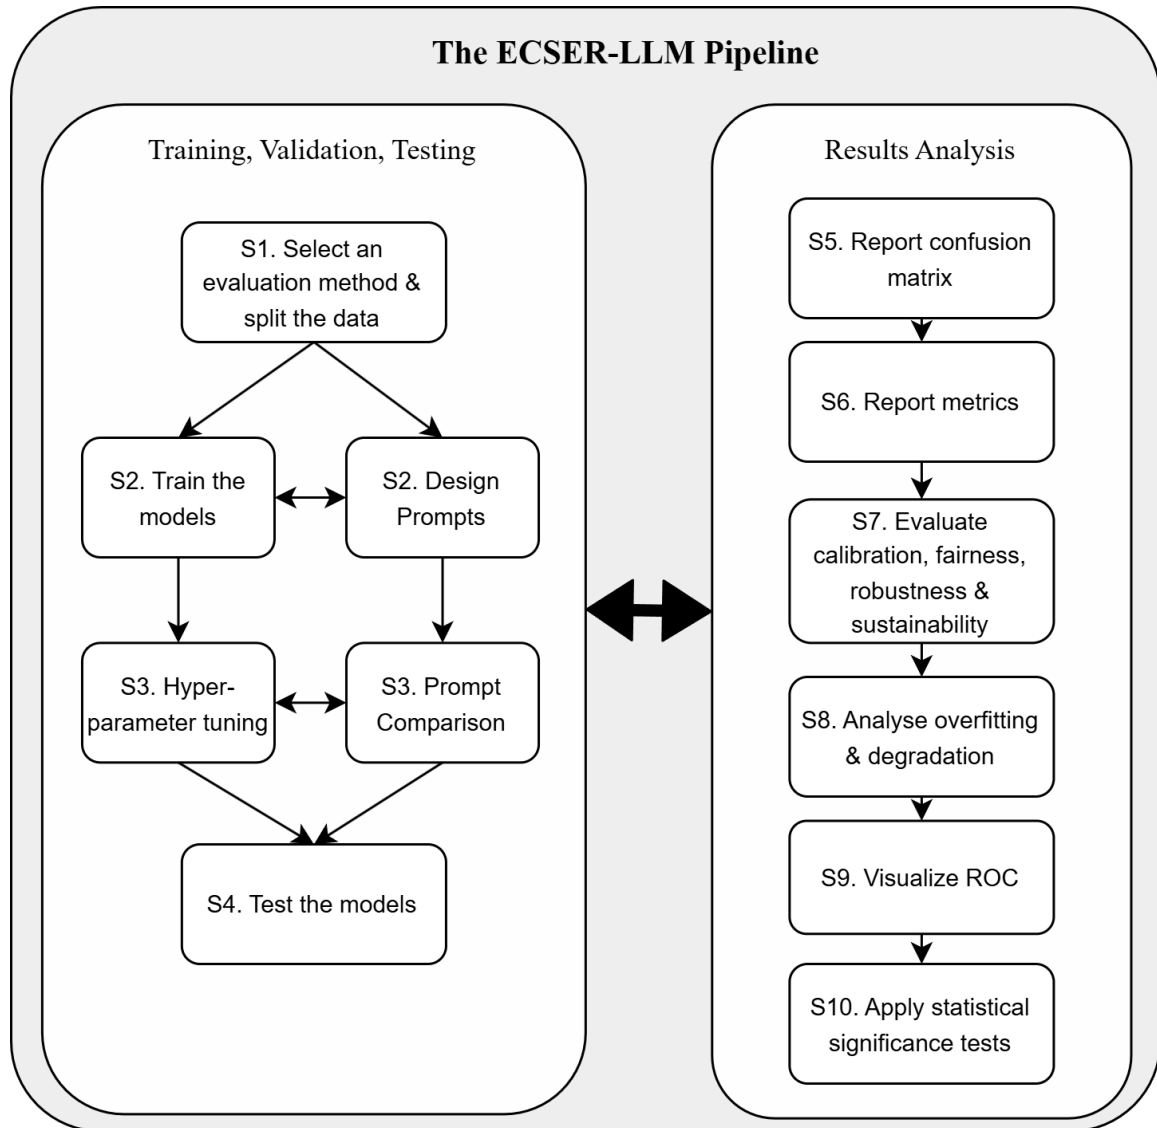 The ECSER-LLM Pipeline
Training, Validation, Testing
S1. Select an
evaluation method &
split the data
S2. Train the
models
S2. Design
Prompts
S3. Hyper-
parameter tuning
S3. Prompt
Comparison
S4. Test the models
Results Analysis
S5. Report confusion
matrix
S6. Report metrics
S7. Evaluate
calibration, fairness,
robustness &
sustainability
S8. Analyse overfitting
& degradation
S9. Visualize ROC
S10. Apply statistical
significance tests